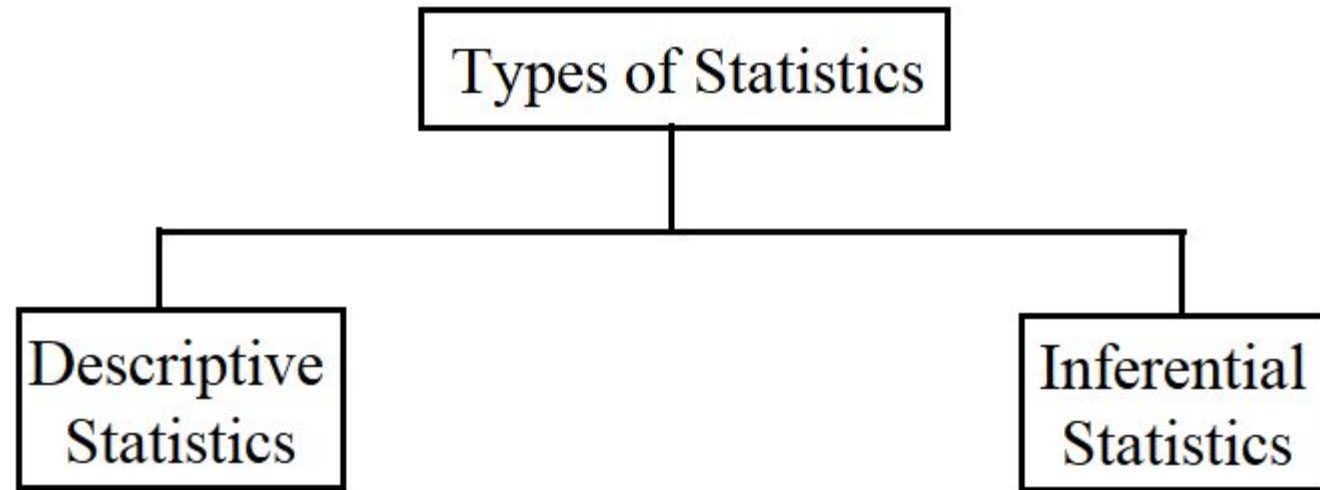 Types of Statistics
Descriptive
Statistics
Inferential
Statistics